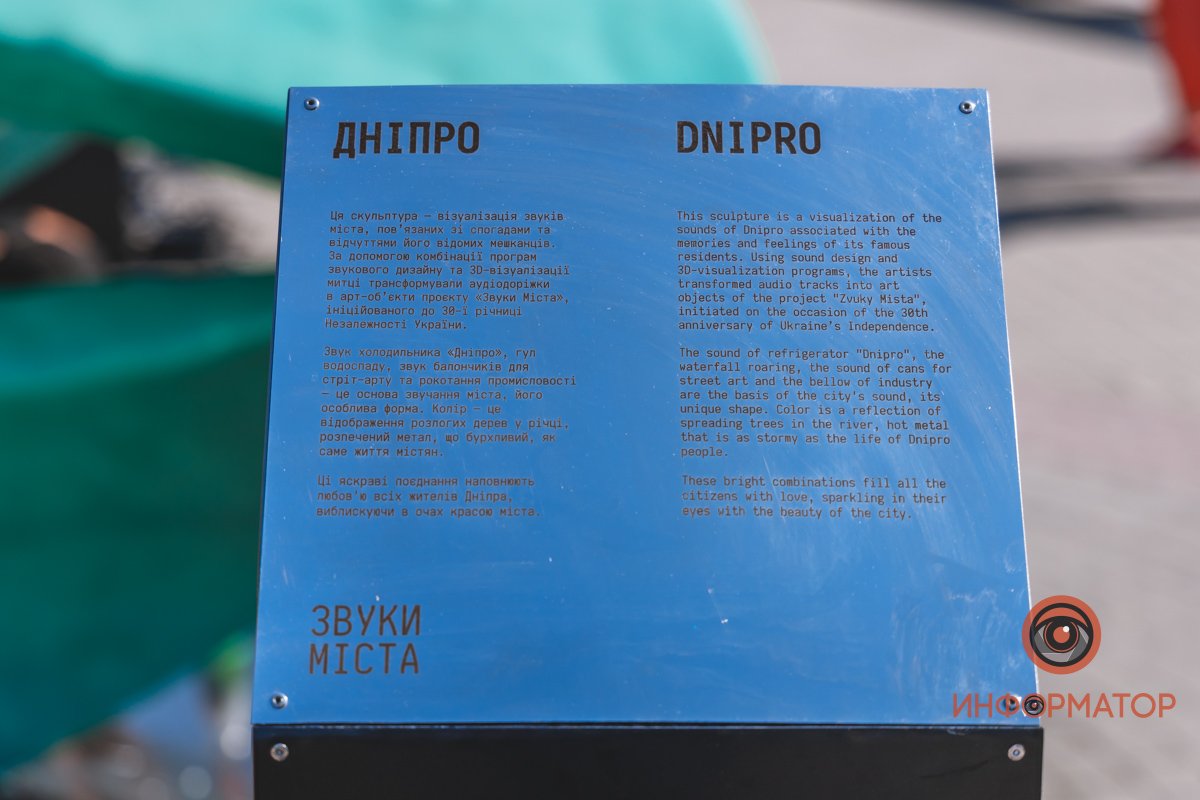 ДНІПРО
Ця скульптура – візуалізація звуків
міста, пов’язаних зі спогадами та
відчуттями його відомих мешканців.
За допомогою комбінації програм
звукового дизайну та 3D-візуалізації
митці трансформували аудіодоріжки
в арт-об’єкти проєкту «Звуки Міста»,
ініційованого до 30-ї річниці
Незалежності України.
Звук холодильника «Дніпро», гул
водоспаду, звук балончиків для
стріт-арту та рокотання промисловості
– це основа звучання міста, його
особлива форма. Колір – це
відображення розлогих дерев у річці,
розпечений метал, що бурхливий, як
саме життя містян.
Ці яскраві поєднання наповнюють
любов’ю всіх жителів Дніпра,
виблискуючи в очах красою міста.
ЗВУКИ
МІСТА
DNIPRO
This sculpture is a visualization of the
sounds of Dnipro associated with the
memories and feelings of its famous
residents. Using sound design and
3D-visualization programs, the artists
transformed audio tracks into art
objects of the project "Zvuky Mista",
initiated on the occasion of the 30th
anniversary of Ukraine’s Independence.
The sound of refrigerator "Dnipro", the
waterfall roaring, the sound of cans for
street art and the bellow of industry
are the basis of the city's sound, its
unique shape. Color is a reflection of
spreading trees in the river, hot metal
that is as stormy as the life of Dnipro
people.
These bright combinations fill all the
citizens with love, sparkling in their
eyes with the beauty of the city.
ИНФОРМАТОР